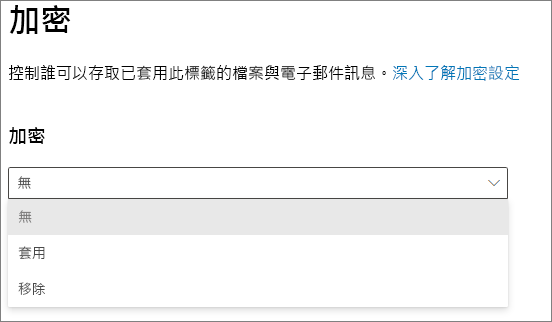 加密
控制誰可以存取已套用此標籤的檔案與電子郵件訊息。深入了解加密設定
加密
無
無
套用
移除